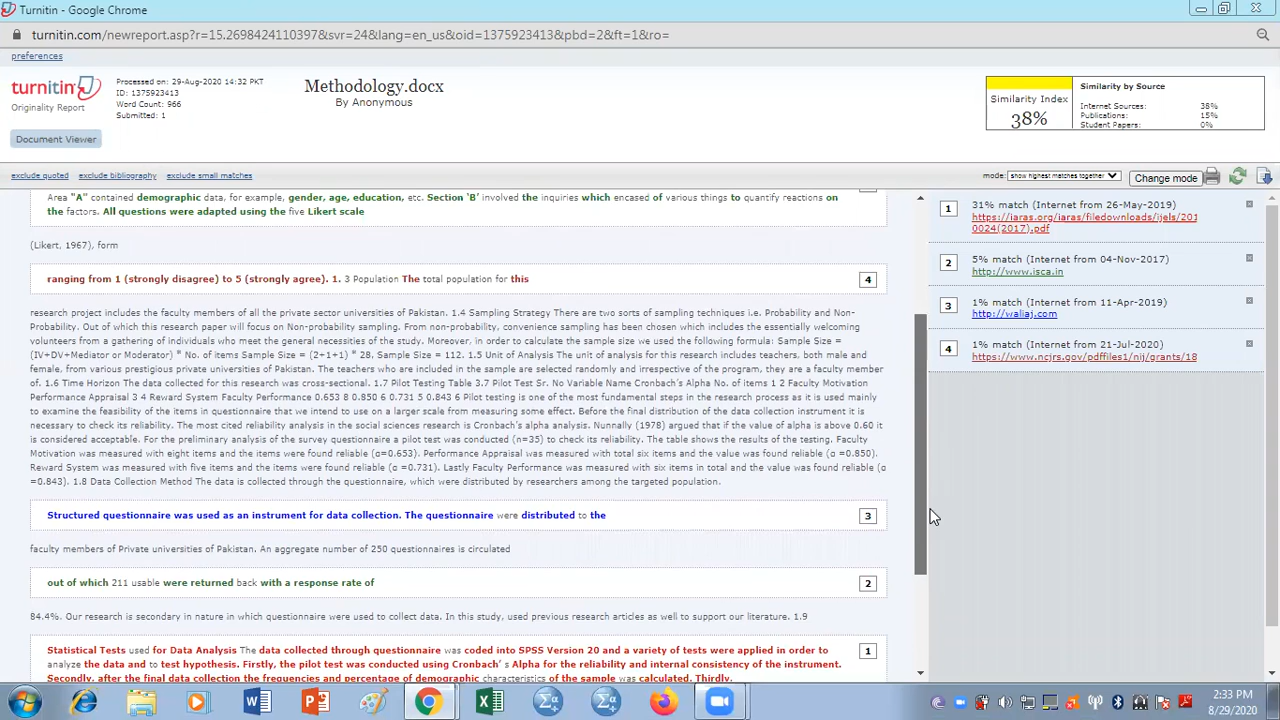 Turnitin - Google Chrome
turnitin.com/newreport.asp?r=15.2698424110397&svr=24&lang=en_us&oid=1375923413&pbd=2&ft=1&ro=
preferences
turnitin
Originality Report
Processed on: 29-Aug-2020 14:32 PKT
ID: 1375923413
Word Count: 966
Submitted: 1
Methodology.docx
By Anonymous
Similarity Index
38%
Similarity by Source
Internet Sources: 38%
Publications: 15%
Student Papers: 0%
Document Viewer
exclude quoted exclude bibliography exclude small matches
mode: show highest matches together Change mode
Area "A" contained demographic data, for example, gender, age, education, etc. Section 'B' involved the inquiries which encased of various things to quantify reactions on
the factors. All questions were adapted using the five Likert scale
(Likert, 1967), form
ranging from 1 (strongly disagree) to 5 (strongly agree). 1. 3 Population The total population for this
4
research project includes the faculty members of all the private sector universities of Pakistan. 1.4 Sampling Strategy There are two sorts of sampling techniques i.e. Probability and Non-
Probability. Out of which this research paper will focus on Non-probability sampling. From non-probability, convenience sampling has been chosen which includes the essentially welcoming
volunteers from a gathering of individuals who meet the general necessities of the study. Moreover, in order to calculate the sample size we used the following formula: Sample Size =
(IV+DV+Mediator or Moderator) * No. of items Sample Size = (2+1+1) * 28. Sample Size = 112. 1.5 Unit of Analysis The unit of analysis for this research includes teachers, both male and
female, from various prestigious private universities of Pakistan. The teachers who are included in the sample are selected randomly and irrespective of the program, they are a faculty member
of. 1.6 Time Horizon The data collected for this research was cross-sectional. 1.7 Pilot Testing Table 3.7 Pilot Test Sr. No Variable Name Cronbach's Alpha No. of items 1 2 Faculty Motivation
Performance Appraisal 3 4 Reward System Faculty Performance 0.653 8 0.850 6 0.731 5 0.843 6 Pilot testing is one of the most fundamental steps in the research process as it is used mainly
to examine the feasibility of the items in questionnaire that we intend to use on a larger scale from measuring some effect. Before the final distribution of the data collection instrument it is
necessary to check its reliability. The most cited reliability analysis in the social sciences research is Cronbach's alpha analysis. Nunnally (1978) argued that if the value of alpha is above 0.60 it
is considered acceptable. For the preliminary analysis of the survey questionnaire a pilot test was conducted (n=35) to check its reliability. The table shows the results of the testing. Faculty
Motivation was measured with eight items and the items were found reliable (α=0.653). Performance Appraisal was measured with total six items and the value was found reliable (α =0.850).
Reward System was measured with five items and the items were found reliable (α =0.731). Lastly Faculty Performance was measured with six items in total and the value was found reliable (α
=0.843). 1.8 Data Collection Method The data is collected through the questionnaire, which were distributed by researchers among the targeted population.
Structured questionnaire was used as an instrument for data collection. The questionnaire were distributed to the
3
faculty members of Private universities of Pakistan. An aggregate number of 250 questionnaires is circulated
out of which 211 usable were returned back with a response rate of
2
84.4%. Our research is secondary in nature in which questionnaire were used to collect data. In this study, used previous research articles as well to support our literature. 1.9
Statistical Tests used for Data Analysis The data collected through questionnaire was coded into SPSS Version 20 and a variety of tests were applied in order to
1
analyze the data and to test hypothesis. Firstly, the pilot test was conducted using Cronbach' s Alpha for the reliability and internal consistency of the instrument.
Secondly, after the final data collection the frequencies and percentage of demographic characteristics of the sample was calculated. Thirdly,
1
31% match (Internet from 26-May-2019)
https://iaras.org/iaras/filedownloads/ijels/201
0024(2017).pdf
2
5% match (Internet from 04-Nov-2017)
http://www.isca.in
3
1% match (Internet from 11-Apr-2019)
http://waliaj.com
4
1% match (Internet from 21-Jul-2020)
https://www.ncjrs.gov/pdffiles1/nij/grants/18
2:33 PM
8/29/2020